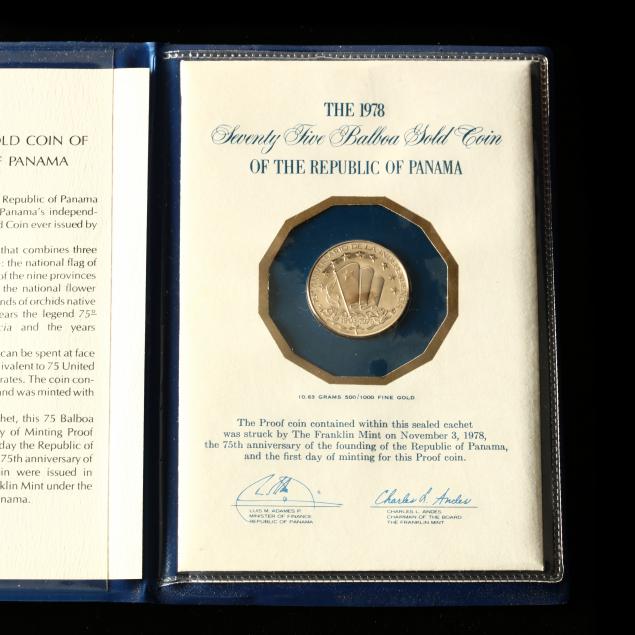 OLD COIN OF
F PANAMA
Republic of Panama
Panama's independ-
d Coin ever issued by
that combines three
: the national flag of
of the nine provinces
the national flower
nds of orchids native
ears the legend 75th
cia and the years
can be spent at face
ivalent to 75 United
rates. The coin con-
and was minted with
het, this 75 Balboa
y of Minting Proof
day the Republic of
75th anniversary of
in were issued in
klin Mint under the
nama.
THE 1978
Seventy Five Balboa Gold Coin
OF THE REPUBLIC OF PANAMA
10.63 GRAMS 500/1000 FINE GOLD
The Proof coin contained within this sealed cachet
was struck by The Franklin Mint on November 3, 1978,
the 75th anniversary of the founding of the Republic of Panama,
and the first day of minting for this Proof coin.
Charles L. Andes
LUIS M. ADAMES P.
MINISTER OF FINANCE
REPUBLIC OF PANAMA
CHARLES L. ANDES
CHAIRMAN OF THE BOARD
THE FRANKLIN MINT